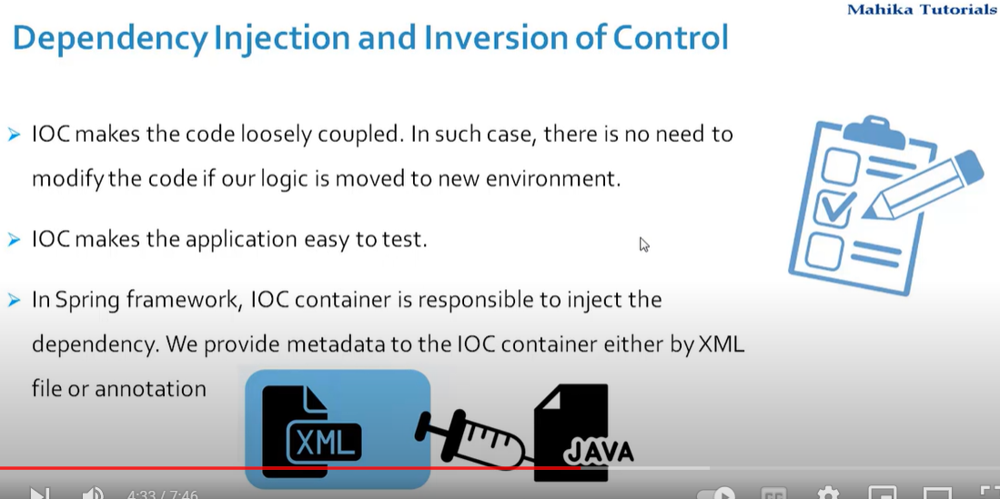 Mahika Tutorials
Dependency Injection and Inversion of Control
IOC makes the code loosely coupled. In such case, there is no need to
modify the code if our logic is moved to new environment.
IOC makes the application easy to test.
In Spring framework, IOC container is responsible to inject the
dependency. We provide metadata to the IOC container either by XML
file or annotation
XML
JAVA
4:33 / 7:46
CC